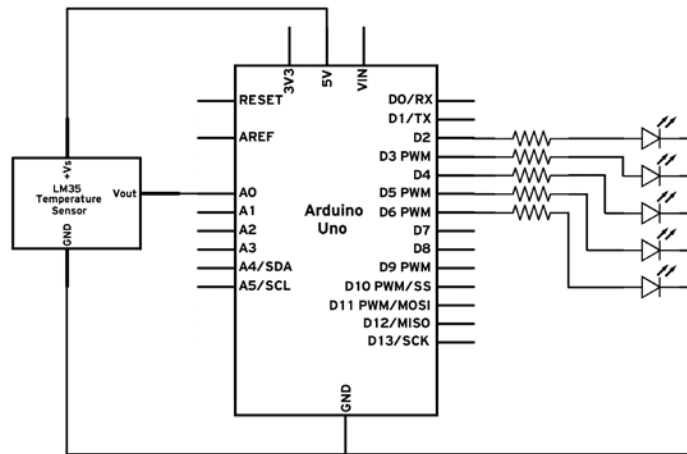 3V3
5V
VIN
RESET
AREF
+Vs
LM35
Temperature
Sensor
Vout
GND
A0
A1
A2
A3
A4/SDA
A5/SCL
Arduino
Uno
D0/RX
D1/TX
D2
D3 PWM
D4
D5 PWM
D6 PWM
D7
D8
D9 PWM
D10 PWM/SS
D11 PWM/MOSI
D12/MISO
D13/SCK
GND